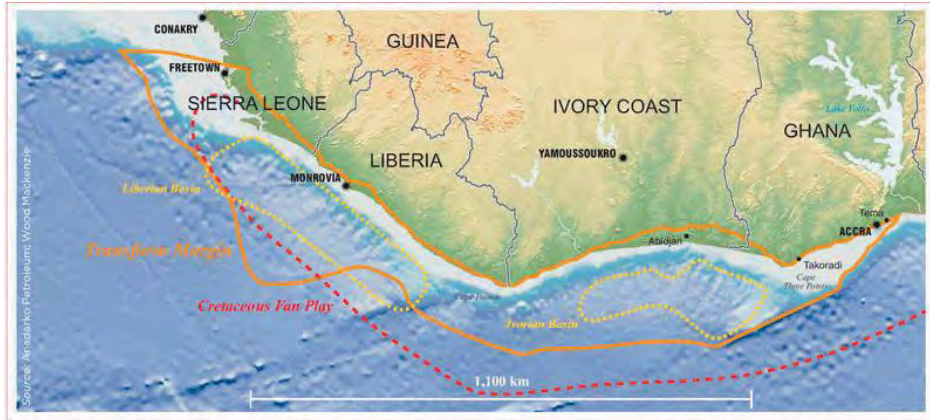 CONAKRY
GUINEA
FREETOWN
SIERRA LEONE
IVORY COAST
Lake Volta
GHANA
LIBERIA
YAMOUSSOUKRO
MONROVIA
Liberian Basin
Tema
ACCRA
Abidjan
Transform Margin
Takoradi
Cape
Three Points
Cape Palmas
Cretaceous Fan Play
Ivorian Basin
1,100 km
Source: Anadarko Petroleum; Wood Mackenzie